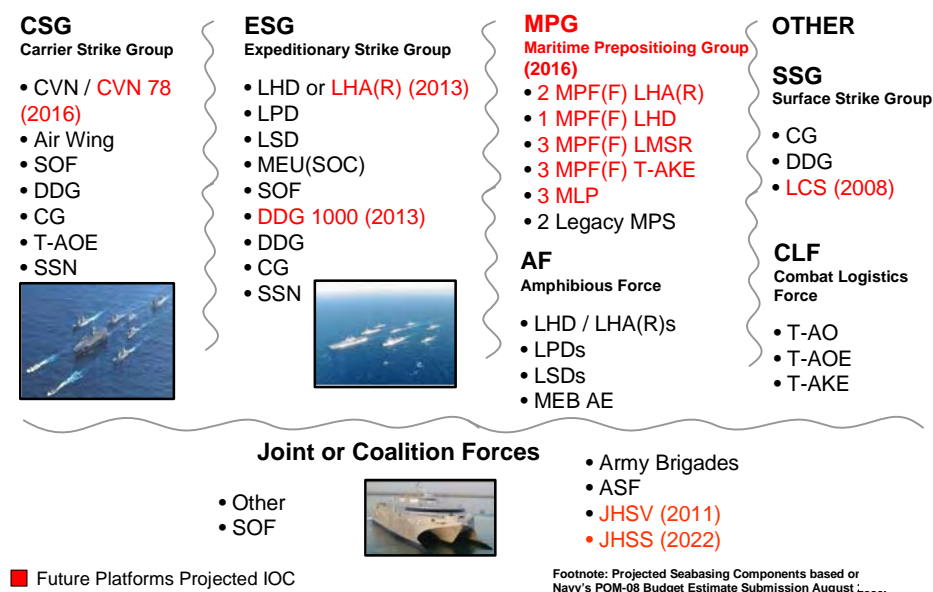 CSG
Carrier Strike Group
• CVN / CVN 78
(2016)
• Air Wing
• SOF
• DDG
• CG
• T-AOE
• SSN
ESG
Expeditionary Strike Group
• LHD or LHA(R) (2013)
• LPD
• LSD
• MEU(SOC)
• SOF
• DDG 1000 (2013)
• DDG
• CG
• SSN
MPG
Maritime Prepositioing Group
(2016)
• 2 MPF(F) LHA(R)
• 1 MPF(F) LHD
• 3 MPF(F) LMSR
• 3 MPF(F) T-AKE
• 3 MLP
• 2 Legacy MPS
AF
Amphibious Force
• LHD / LHA(R)s
• LPDs
• LSDs
• MEB AE
OTHER
SSG
Surface Strike Group
• CG
• DDG
• LCS (2008)
CLF
Combat Logistics
Force
• T-AO
• T-AOE
• T-AKE
Joint or Coalition Forces
• Other
• SOF
• Army Brigades
• ASF
• JHSV (2011)
• JHSS (2022)
Future Platforms Projected IOC
Footnote: Projected Seabasing Components based
Navy's POM-08 Budget Estimate Submission August